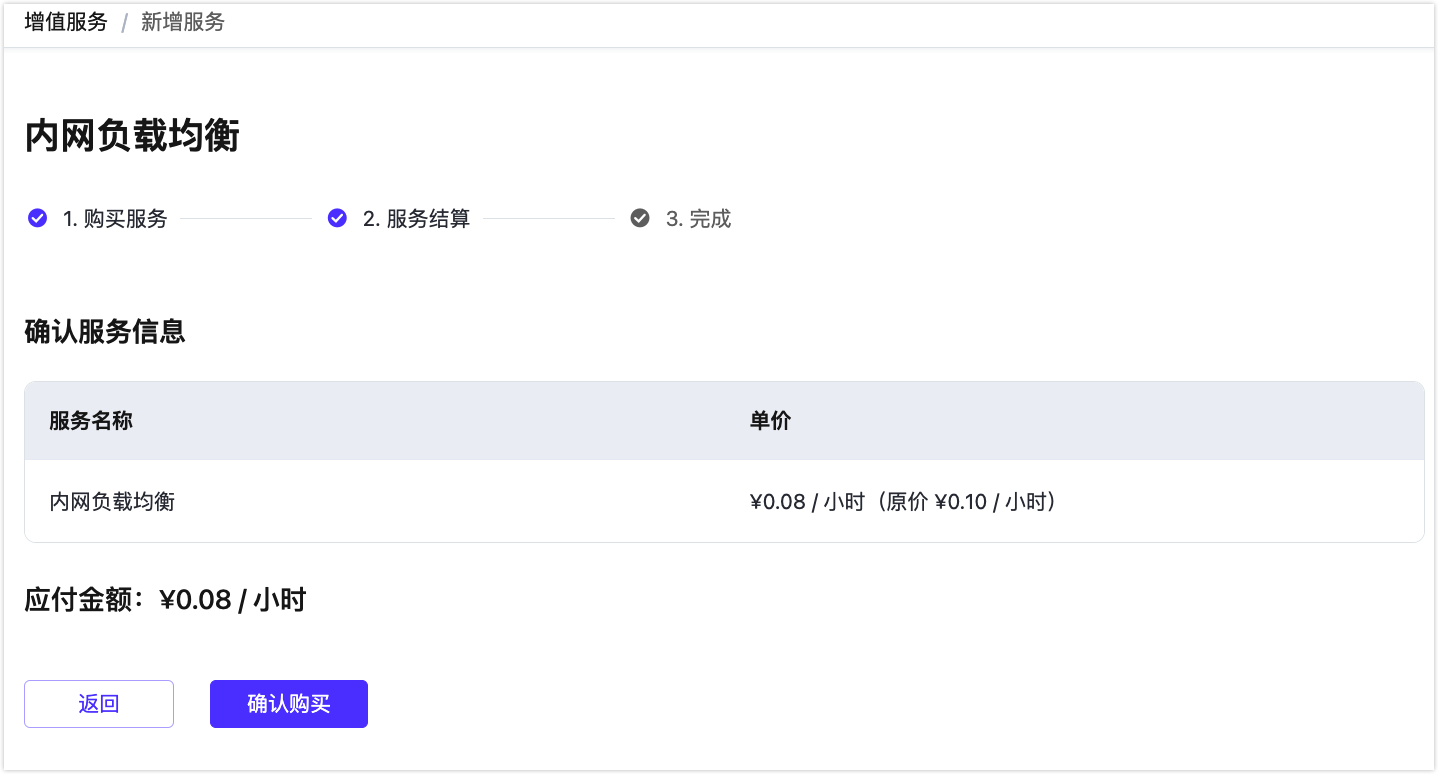 增值服务 / 新增服务
内网负载均衡
1. 购买服务 2. 服务结算 3. 完成
确认服务信息
服务名称 单价
内网负载均衡 ¥0.08 / 小时（原价 ¥0.10 / 小时）
应付金额：¥0.08 / 小时
返回 确认购买